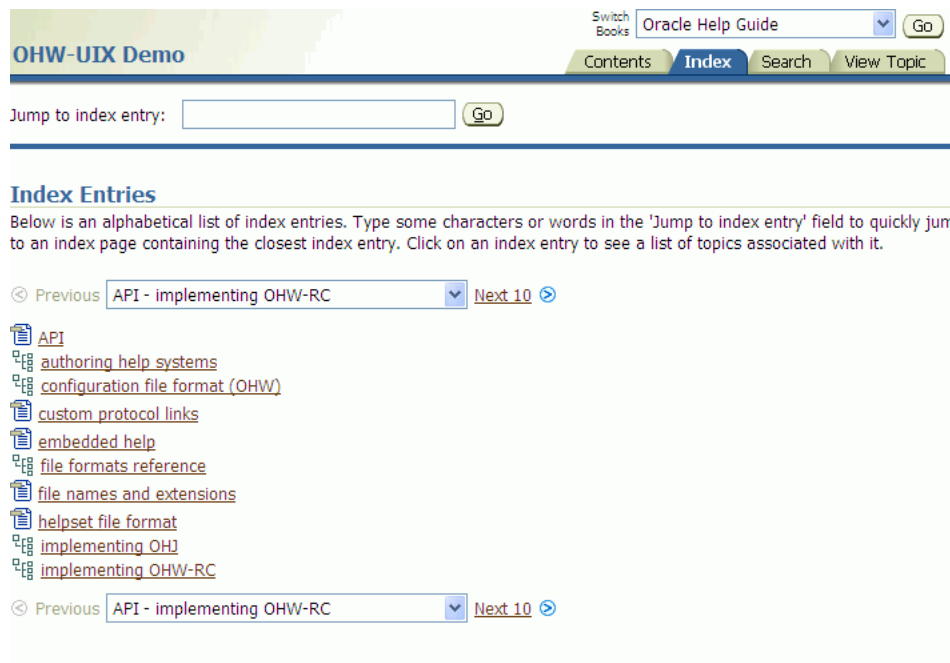 Switch
Books Oracle Help Guide Go
OHW-UIX Demo
Contents Index Search View Topic
Jump to index entry: Go
Index Entries
Below is an alphabetical list of index entries. Type some characters or words in the 'Jump to index entry' field to quickly jum
to an index page containing the closest index entry. Click on an index entry to see a list of topics associated with it.
Previous API - implementing OHW-RC Next 10
API
authoring help systems
configuration file format (OHW)
custom protocol links
embedded help
file formats reference
file names and extensions
helpset file format
implementing OHJ
implementing OHW-RC
Previous API - implementing OHW-RC Next 10